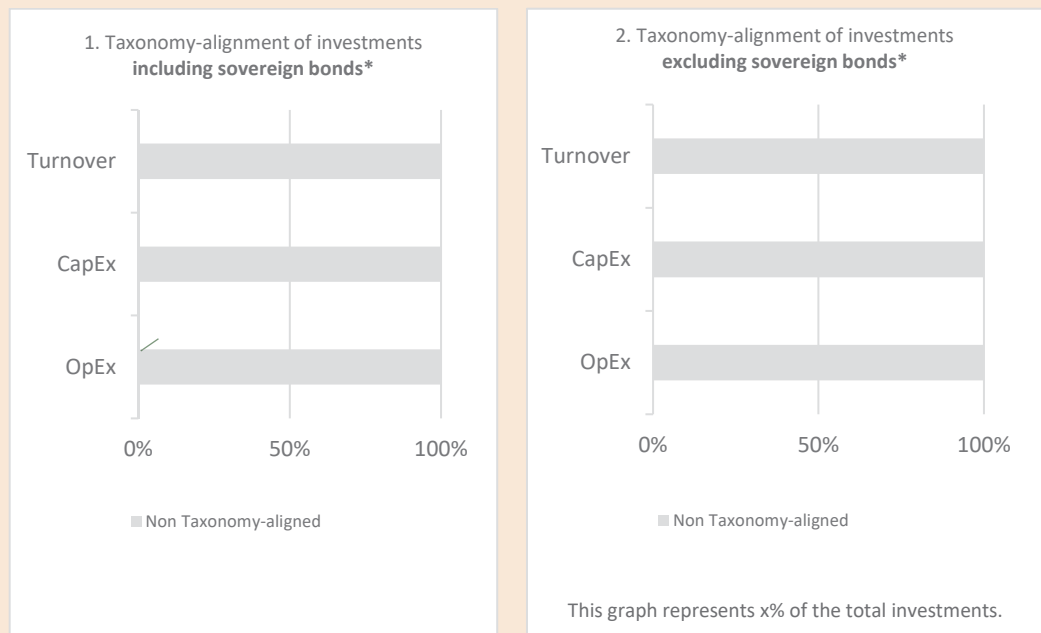 1. Taxonomy-alignment of investments
including sovereign bonds*
Turnover
CapEx
OpEx
0% 50% 100%
Non Taxonomy-aligned
2. Taxonomy-alignment of investments
excluding sovereign bonds*
Turnover
CapEx
OpEx
0% 50% 100%
Non Taxonomy-aligned
This graph represents x% of the total investments.